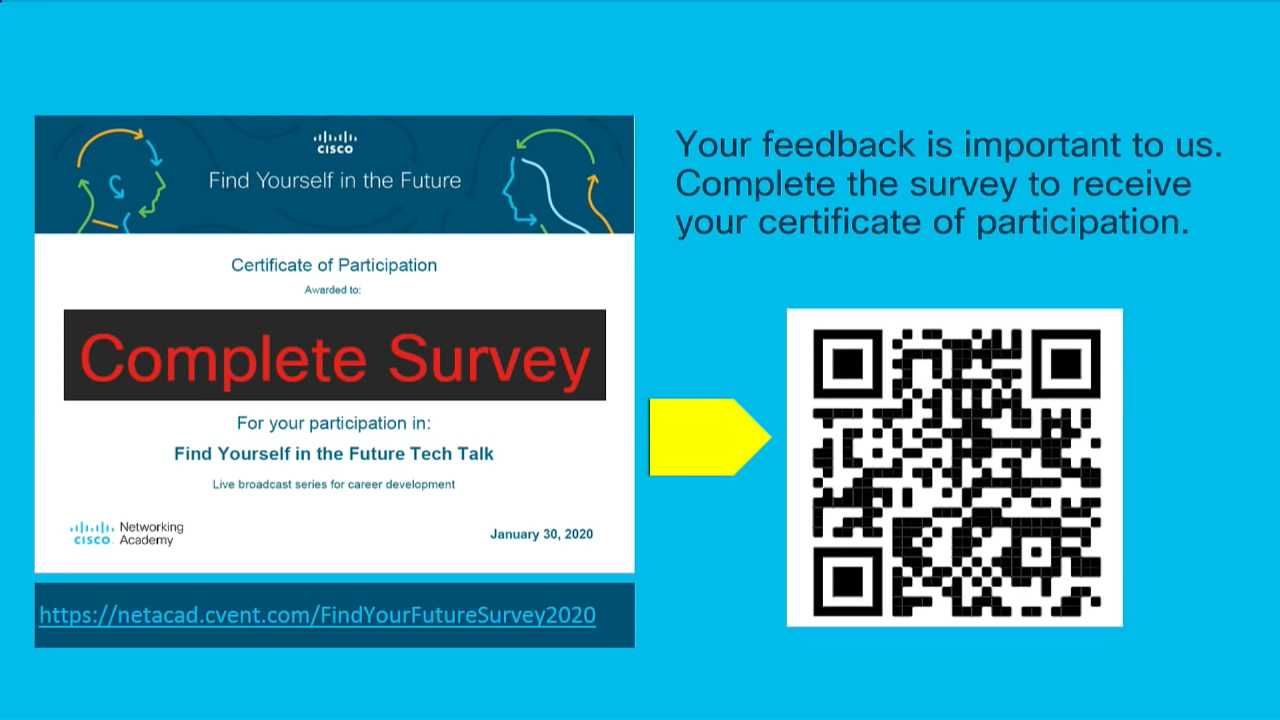 CISCO
Find Yourself in the Future
Certificate of Participation
Awarded to:
Complete Survey
For your participation in:
Find Yourself in the Future Tech Talk
Live broadcast series for career development
CISCO Networking Academy
January 30, 2020
https://netacad.cvent.com/FindYourFutureSurvey2020
Your feedback is important to us.
Complete the survey to receive
your certificate of participation.